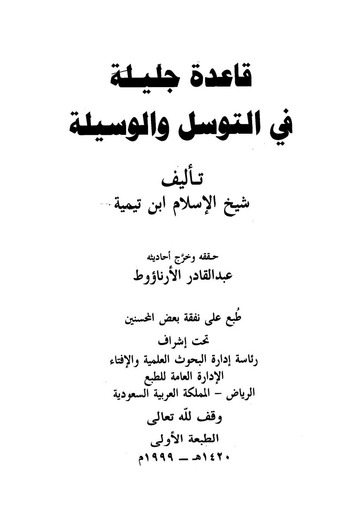 قاعدة جليلة
في التوسل والوسيلة
تأليف
شيخ الإسلام ابن تيمية
حققه وخرّج أحاديثه
عبدالقادر الأرناؤوط
طُبع على نفقة بعض المحسنين
تحت إشراف
رئاسة إدارة البحوث العلمية والإفتاء
الإدارة العامة للطبع
الرياض – المملكة العربية السعودية
وقف للّه تعالى
الطبعة الأولى
١٤٢٠هـ – ١٩٩٩م